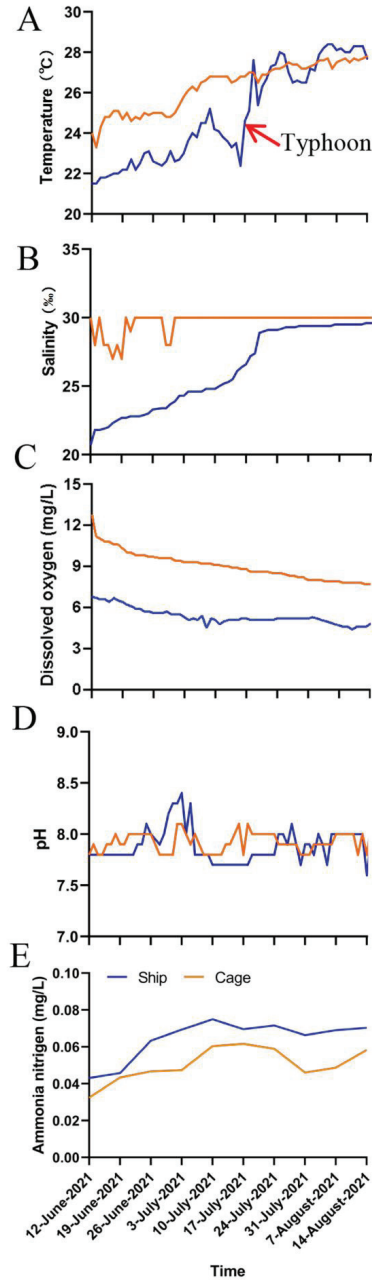 A
Temperature (℃)
30
28
26
24
22
20
Typhoon
B
Salinity (‰)
35
30
25
20
C
Dissolved oxygen (mg/L)
15
12
9
6
3
0
D
pH
9.0
8.5
8.0
7.5
7.0
E
Ammonia nitrigen (mg/L)
0.10
0.08
0.06
0.04
0.02
0.00
Ship
Cage
12-June-2021
19-June-2021
26-June-2021
3-July-2021
10-July-2021
17-July-2021
24-July-2021
31-July-2021
7-August-2021
14-August-2021
Time